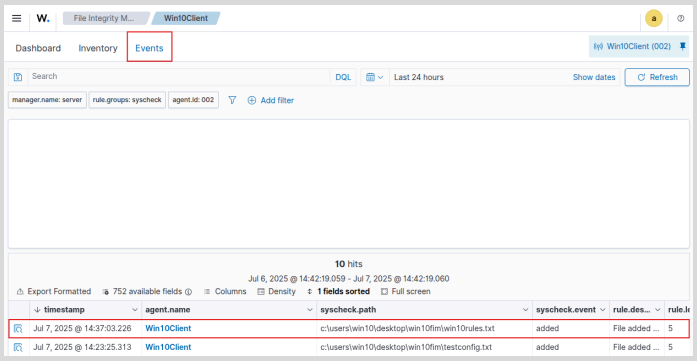 W. File Integrity M... Win10Client a
Dashboard Inventory Events Win10Client (002)
Search DQL Last 24 hours Show dates Refresh
manager.name: server rule.groups: syscheck agent.id: 002 Add filter
10 hits
Jul 6, 2025 @ 14:42:19.059 - Jul 7, 2025 @ 14:42:19.060
Export Formatted 752 available fields Columns Density 1 fields sorted Full screen
timestamp agent.name syscheck.path syscheck.event rule.des... rule.le
Jul 7, 2025 @ 14:37:03.226 Win10Client c:\users\win10\desktop\win10fim\win10rules.txt added File added ... 5
Jul 7, 2025 @ 14:23:25.313 Win10Client c:\users\win10\desktop\win10fim\testconfig.txt added File added ... 5